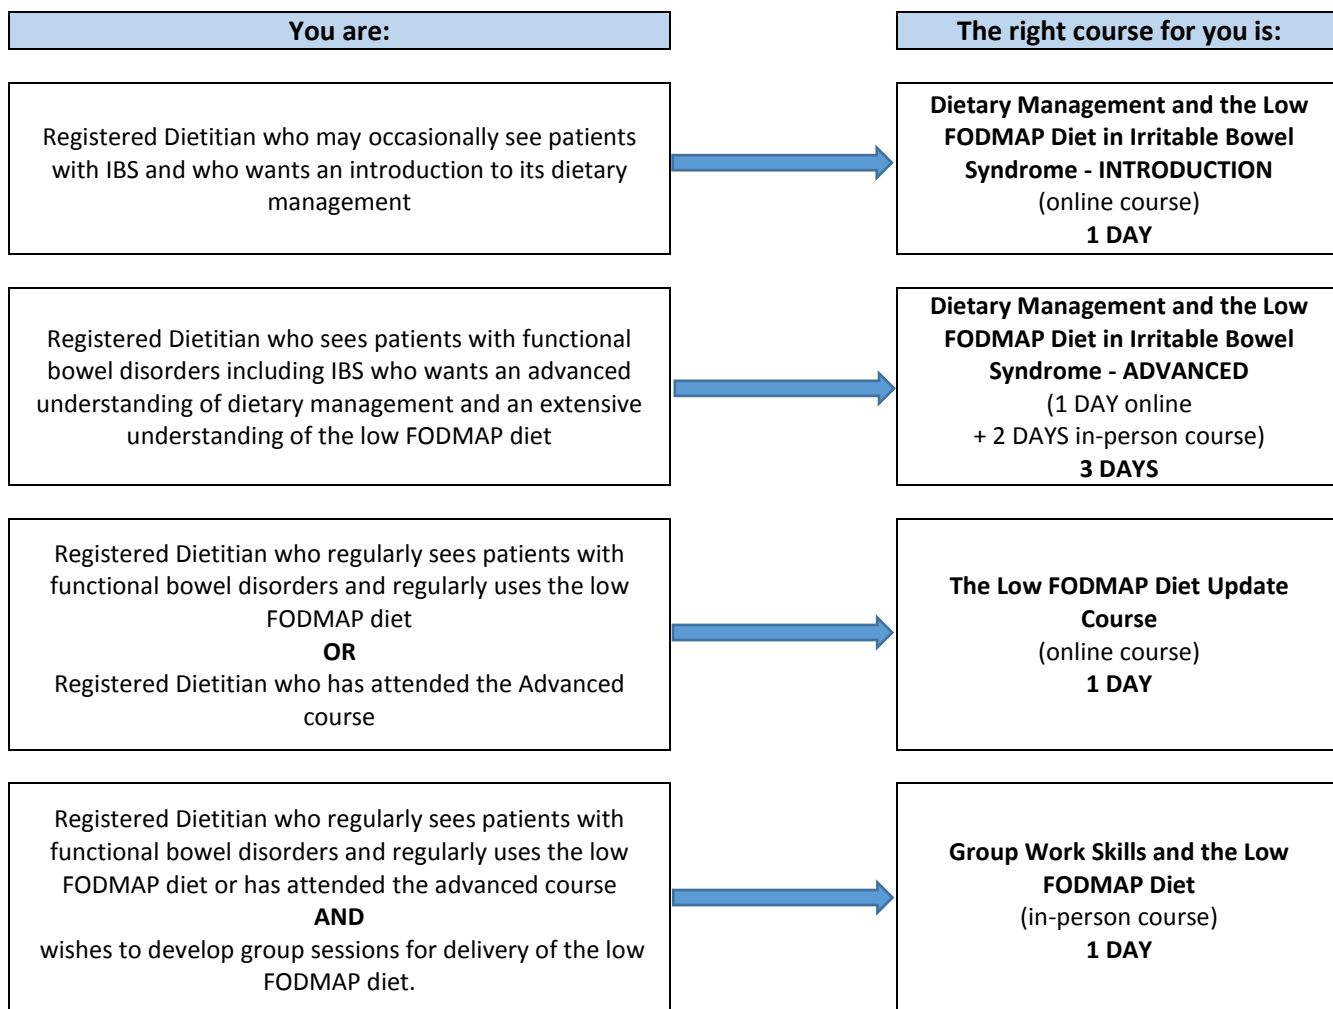 You are:
The right course for you is:
Registered Dietitian who may occasionally see patients
with IBS and who wants an introduction to its dietary
management
Dietary Management and the Low
FODMAP Diet in Irritable Bowel
Syndrome - INTRODUCTION
(online course)
1 DAY
Registered Dietitian who sees patients with functional
bowel disorders including IBS who wants an advanced
understanding of dietary management and an extensive
understanding of the low FODMAP diet
Dietary Management and the Low
FODMAP Diet in Irritable Bowel
Syndrome - ADVANCED
(1 DAY online
+ 2 DAYS in-person course)
3 DAYS
Registered Dietitian who regularly sees patients with
functional bowel disorders and regularly uses the low
FODMAP diet
OR
Registered Dietitian who has attended the Advanced
course
The Low FODMAP Diet Update
Course
(online course)
1 DAY
Registered Dietitian who regularly sees patients with
functional bowel disorders and regularly uses the low
FODMAP diet or has attended the advanced course
AND
wishes to develop group sessions for delivery of the low
FODMAP diet.
Group Work Skills and the Low
FODMAP Diet
(in-person course)
1 DAY